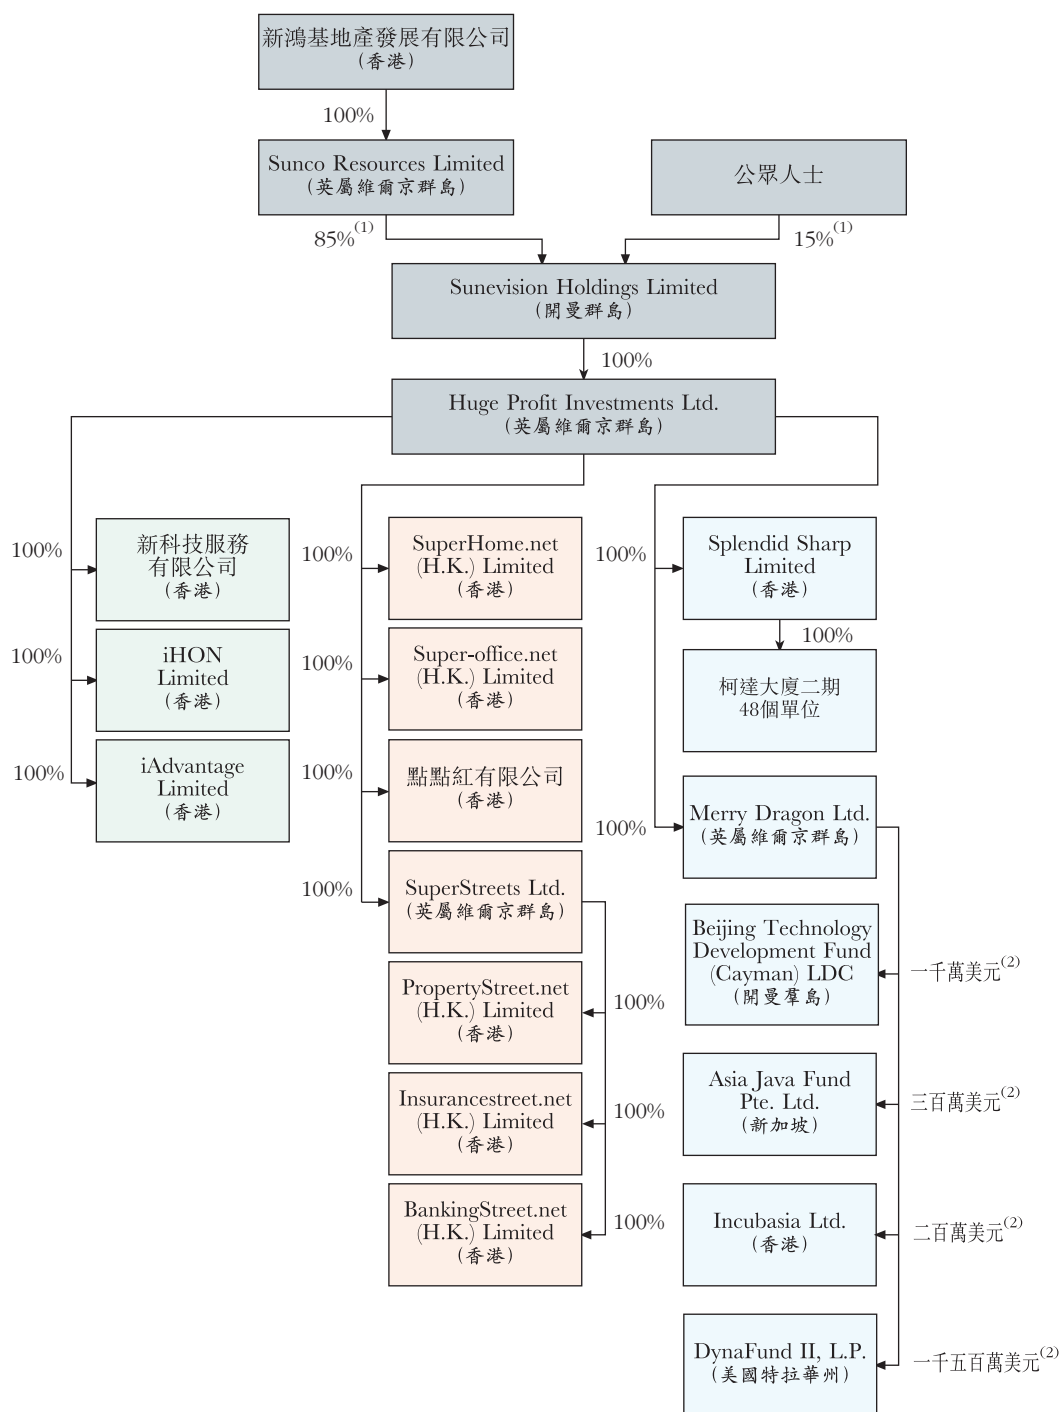 新鴻基地產發展有限公司
(香港)
100%
Sunco Resources Limited
(英屬維爾京群島)
公眾人士
85%(1)
15%(1)
Sunevision Holdings Limited
(開曼群島)
100%
Huge Profit Investments Ltd.
(英屬維爾京群島)
100%
新科技服務
有限公司
(香港)
100%
iHON
Limited
(香港)
100%
iAdvantage
Limited
(香港)
100%
SuperHome.net
(H.K.) Limited
(香港)
100%
Super-office.net
(H.K.) Limited
(香港)
100%
點點紅有限公司
(香港)
100%
SuperStreets Ltd.
(英屬維爾京群島)
PropertyStreet.net
(H.K.) Limited
(香港)
100%
Insurancestreet.net
(H.K.) Limited
(香港)
100%
BankingStreet.net
(H.K.) Limited
(香港)
100%
100%
Splendid Sharp
Limited
(香港)
100%
柯達大廈二期
48個單位
100%
Merry Dragon Ltd.
(英屬維爾京群島)
Beijing Technology
Development Fund
(Cayman) LDC
(開曼羣島)
一千萬美元(2)
Asia Java Fund
Pte. Ltd.
(新加坡)
三百萬美元(2)
Incubasia Ltd.
(香港)
二百萬美元(2)
DynaFund II, L.P.
(美國特拉華州)
一千五百萬美元(2)